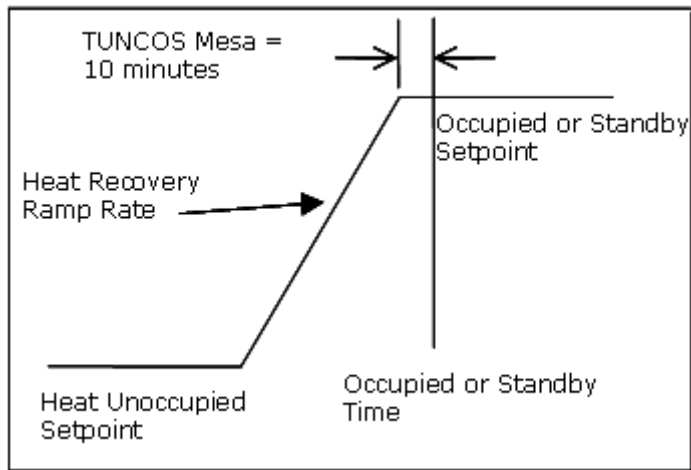 TUNCOS Mesa =
10 minutes
Occupied or Standby
Setpoint
Heat Recovery
Ramp Rate
Heat Unoccupied
Setpoint
Occupied or Standby
Time